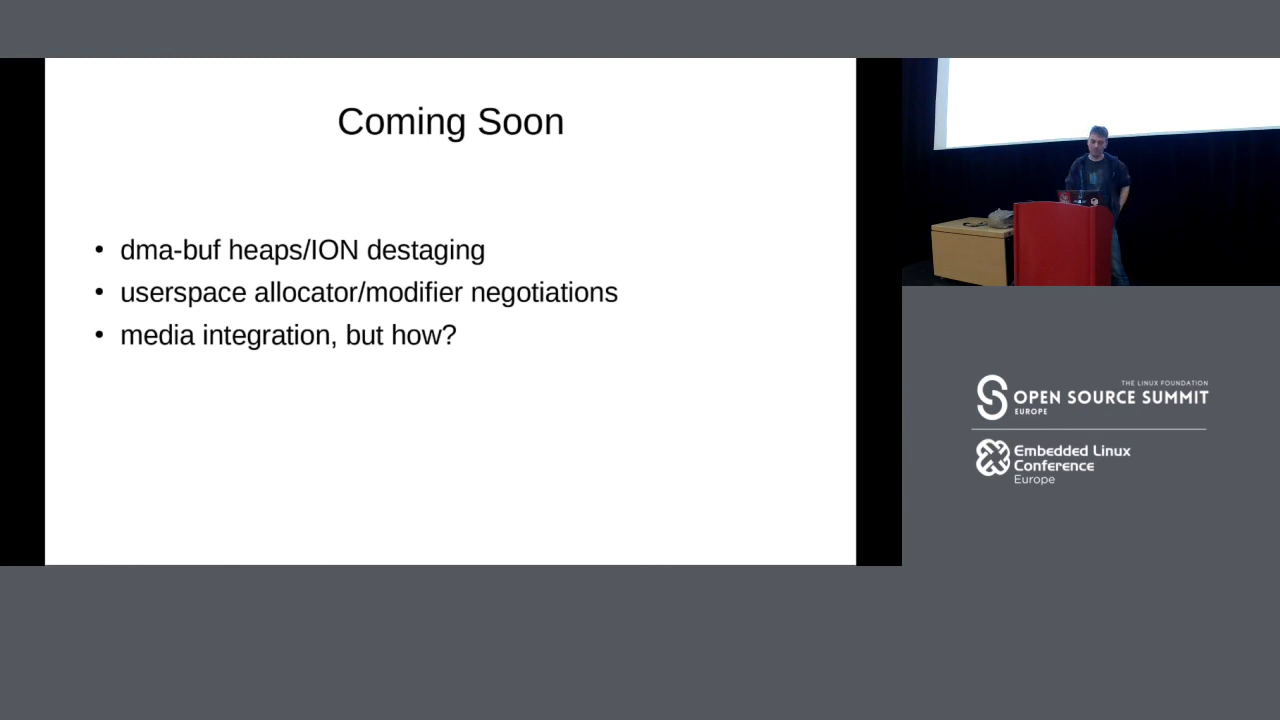 Coming Soon
• dma-buf heaps/ION destaging
• userspace allocator/modifier negotiations
• media integration, but how?
THE LINUX FOUNDATION
OPEN SOURCE SUMMIT
EUROPE
Embedded Linux
Conference
Europe